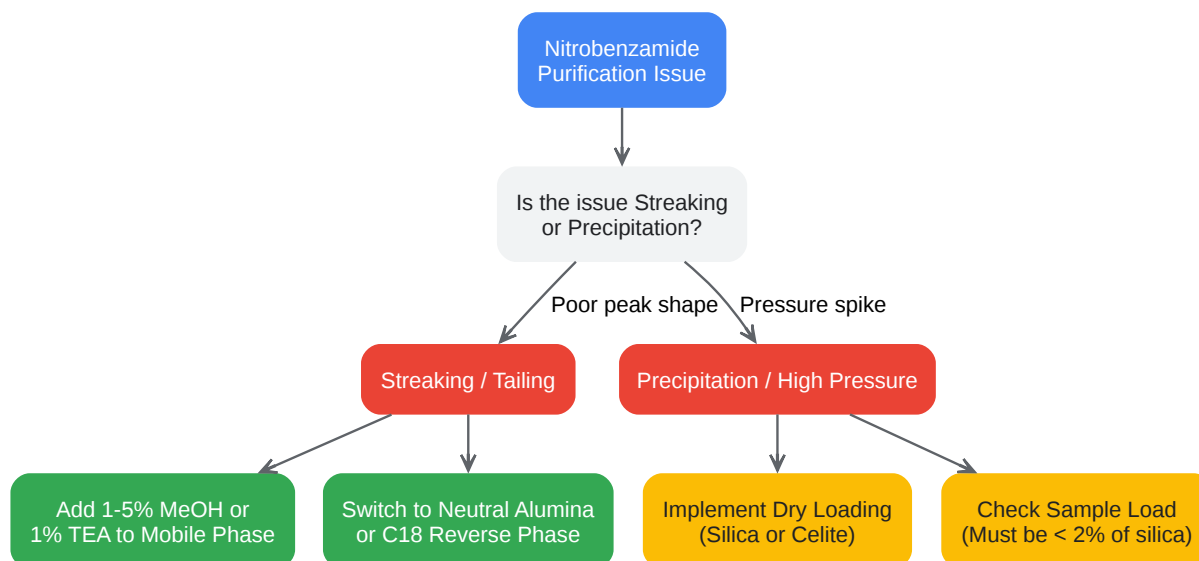 Nitrobenzamide
Purification Issue
Is the issue Streaking
or Precipitation?
Poor peak shape
Pressure spike
Streaking / Tailing
Precipitation / High Pressure
Add 1-5% MeOH or
1% TEA to Mobile Phase
Switch to Neutral Alumina
or C18 Reverse Phase
Implement Dry Loading
(Silica or Celite)
Check Sample Load
(Must be < 2% of silica)